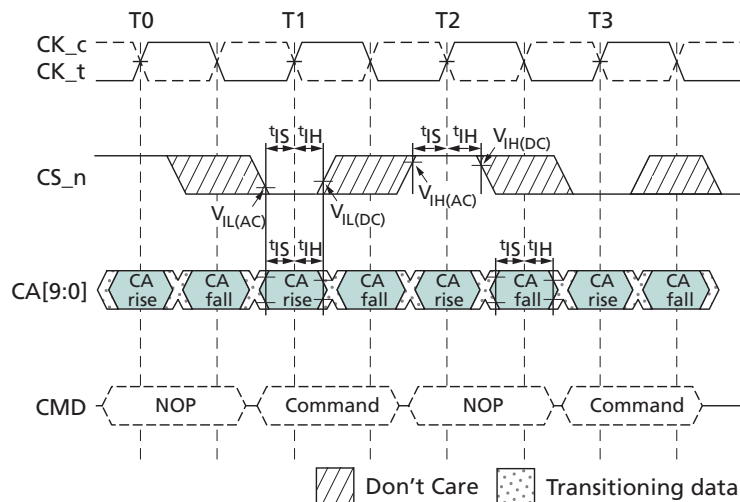 T0 T1 T2 T3
CK_c
CK_t
tIS tIH tIS tIH VIH(DC)
CS_n
VIL(AC) VIL(DC) VIH(AC)
tIS tIH tIS tIH
CA[9:0] CA rise CA fall CA rise CA fall CA rise CA fall CA rise CA fall
CMD NOP Command NOP Command
Don't Care Transitioning data